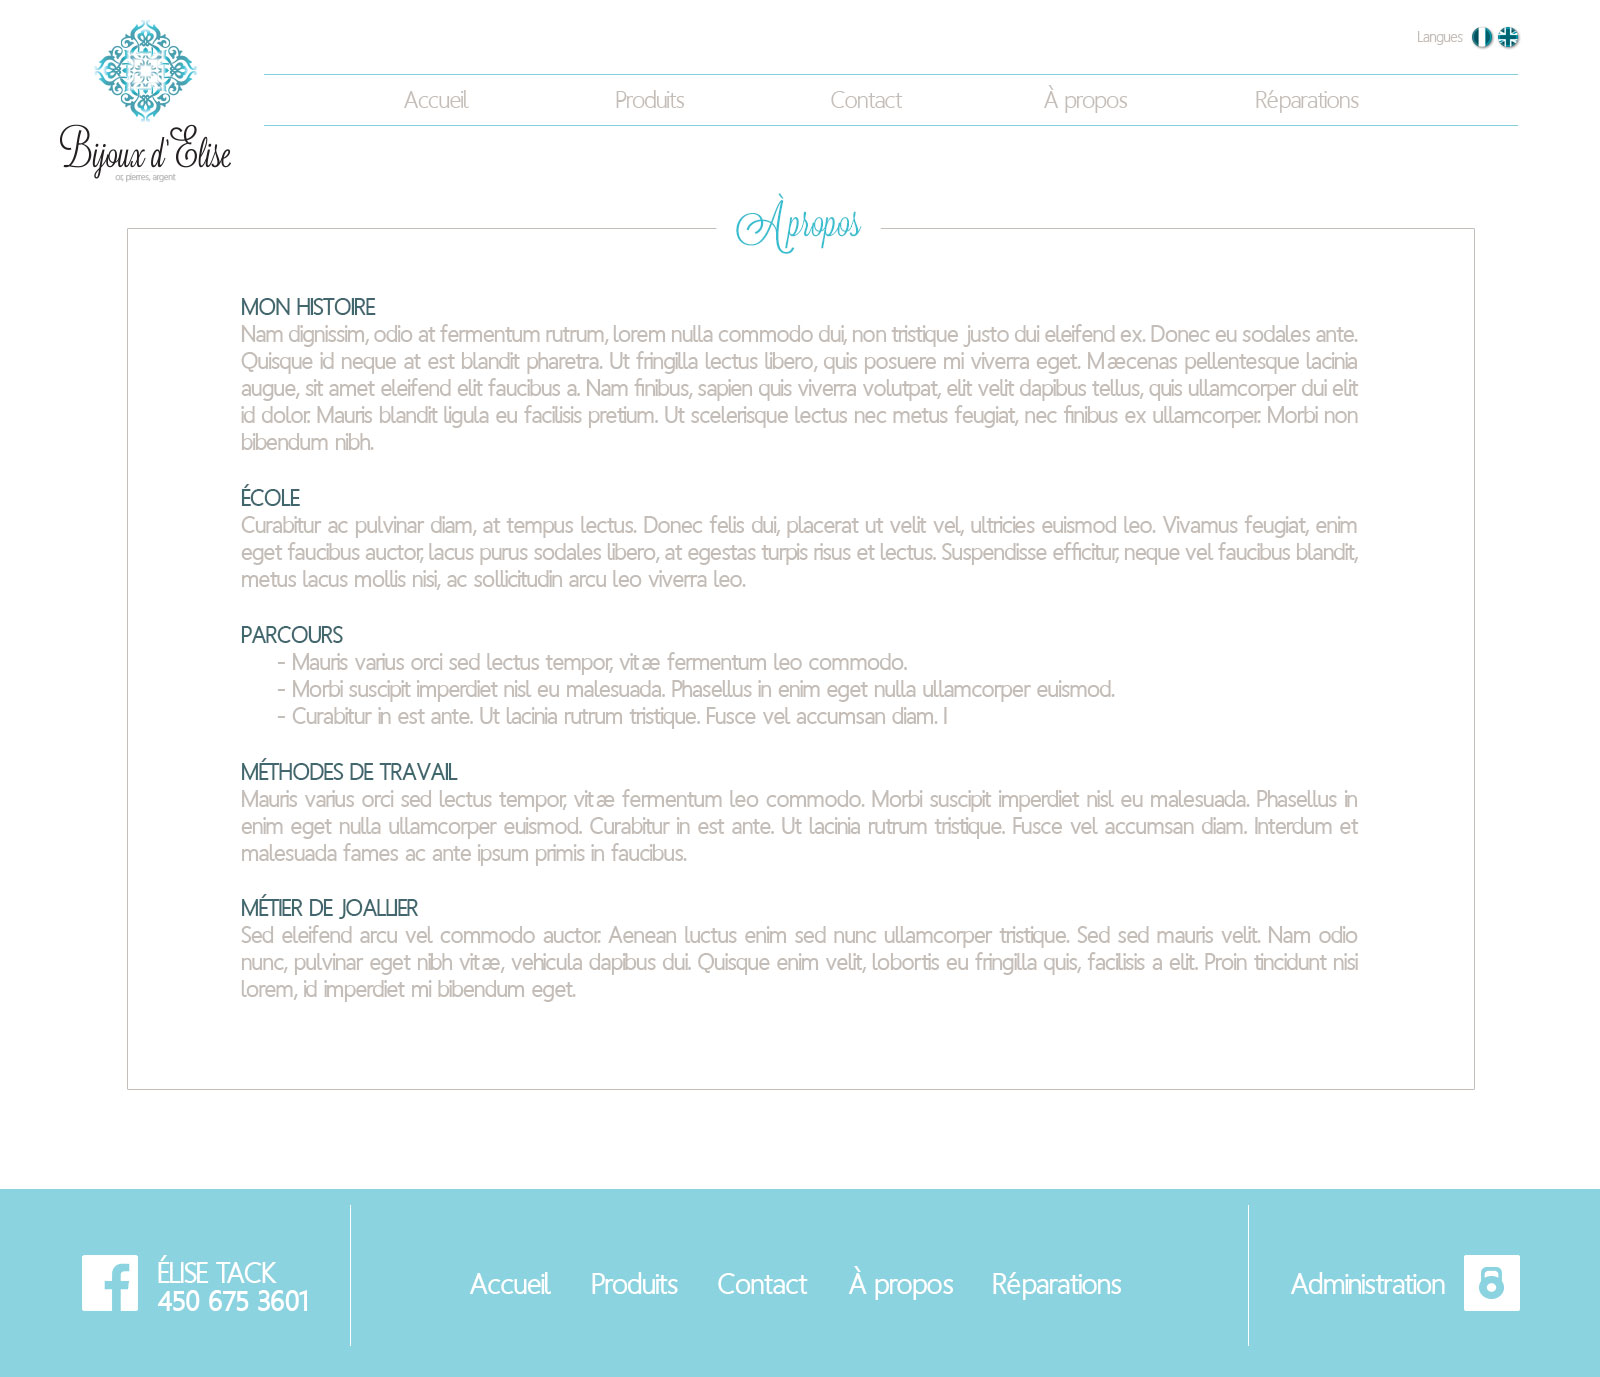 Langues
Accueil Produits Contact À propos Réparations
Bijoux d'Elise
or, pierres, argent
À propos
MON HISTOIRE
Nam dignissim, odio at fermentum rutrum, lorem nulla commodo dui, non tristique justo dui eleifend ex. Donec eu sodales ante.
Quisque id neque at est blandit pharetra. Ut fringilla lectus libero, quis posuere mi viverra eget. Mæcenas pellentesque lacinia
augue, sit amet eleifend elit faucibus a. Nam finibus, sapien quis viverra volutpat, elit velit dapibus tellus, quis ullamcorper dui elit
id dolor. Mauris blandit ligula eu facilisis pretium. Ut scelerisque lectus nec metus feugiat, nec finibus ex ullamcorper. Morbi non
bibendum nibh.
ÉCOLE
Curabitur ac pulvinar diam, at tempus lectus. Donec felis dui, placerat ut velit vel, ultricies euismod leo. Vivamus feugiat, enim
eget faucibus auctor, lacus purus sodales libero, at egestas turpis risus et lectus. Suspendisse efficitur, neque vel faucibus blandit,
metus lacus mollis nisi, ac sollicitudin arcu leo viverra leo.
PARCOURS
- Mauris varius orci sed lectus tempor, vitæ fermentum leo commodo.
- Morbi suscipit imperdiet nisl eu malesuada. Phasellus in enim eget nulla ullamcorper euismod.
- Curabitur in est ante. Ut lacinia rutrum tristique. Fusce vel accumsan diam. I
MÉTHODES DE TRAVAIL
Mauris varius orci sed lectus tempor, vitæ fermentum leo commodo. Morbi suscipit imperdiet nisl eu malesuada. Phasellus in
enim eget nulla ullamcorper euismod. Curabitur in est ante. Ut lacinia rutrum tristique. Fusce vel accumsan diam. Interdum et
malesuada fames ac ante ipsum primis in faucibus.
MÉTIER DE JOALLIER
Sed eleifend arcu vel commodo auctor. Aenean luctus enim sed nunc ullamcorper tristique. Sed sed mauris velit. Nam odio
nunc, pulvinar eget nibh vitæ, vehicula dapibus dui. Quisque enim velit, lobortis eu fringilla quis, facilisis a elit. Proin tincidunt nisi
lorem, id imperdiet mi bibendum eget.
ÉLISE TACK
450 675 3601
Accueil Produits Contact À propos Réparations
Administration